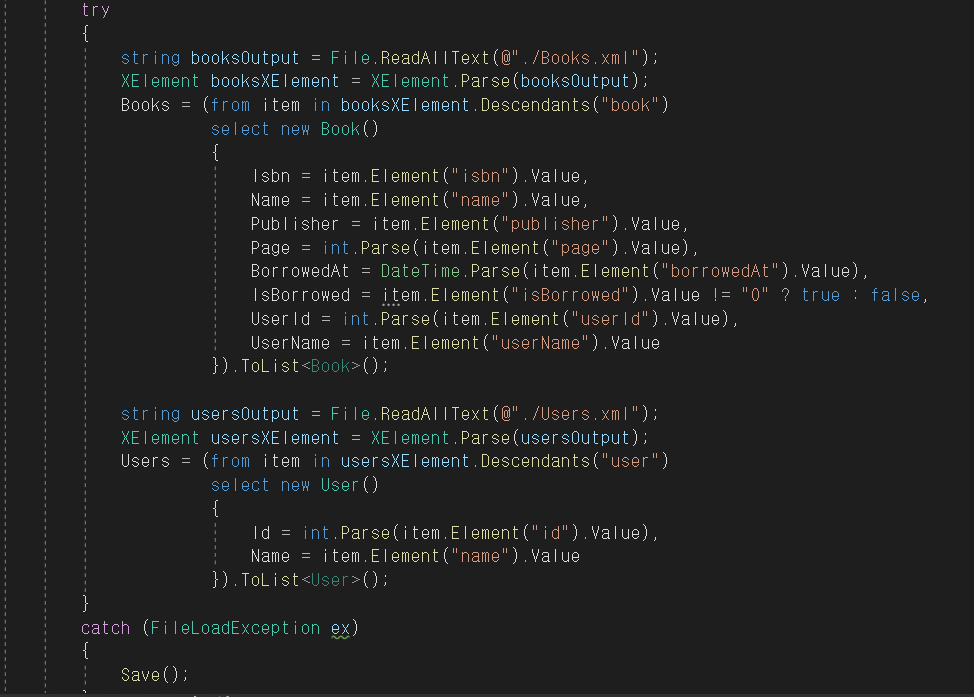 try
{
string booksOutput = File.ReadAllText(@"./Books.xml");
XElement booksXElement = XElement.Parse(booksOutput);
Books = (from item in booksXElement.Descendants("book")
select new Book()
{
Isbn = item.Element("isbn").Value,
Name = item.Element("name").Value,
Publisher = item.Element("publisher").Value,
Page = int.Parse(item.Element("page").Value),
BorrowedAt = DateTime.Parse(item.Element("borrowedAt").Value),
IsBorrowed = item.Element("isBorrowed").Value != "0" ? true : false,
UserId = int.Parse(item.Element("userId").Value),
UserName = item.Element("userName").Value
}).ToList<Book>();
string usersOutput = File.ReadAllText(@"./Users.xml");
XElement usersXElement = XElement.Parse(usersOutput);
Users = (from item in usersXElement.Descendants("user")
select new User()
{
Id = int.Parse(item.Element("id").Value),
Name = item.Element("name").Value
}).ToList<User>();
}
catch (FileLoadException ex)
{
Save();